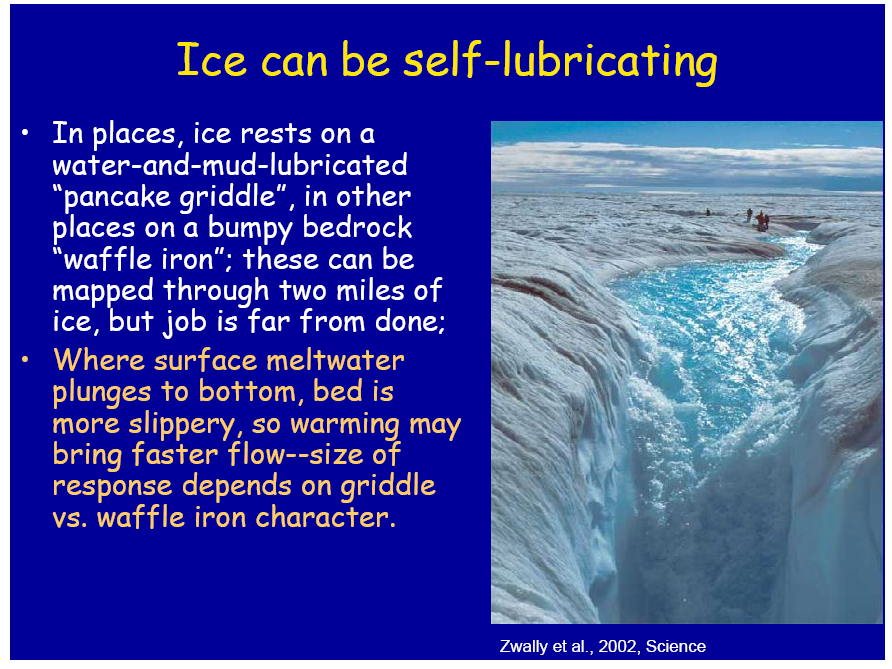 Ice can be self-lubricating
• In places, ice rests on a
water-and-mud-lubricated
“pancake griddle”, in other
places on a bumpy bedrock
“waffle iron”; these can be
mapped through two miles of
ice, but job is far from done;
• Where surface meltwater
plunges to bottom, bed is
more slippery, so warming may
bring faster flow--size of
response depends on griddle
vs. waffle iron character.
Zwally et al., 2002, Science